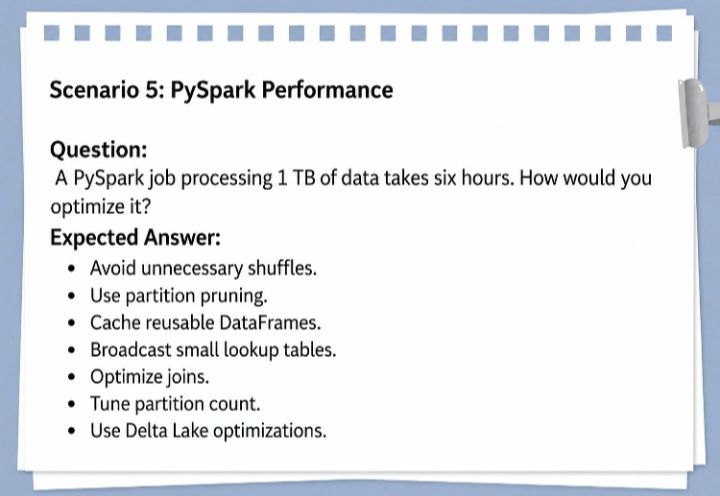 Scenario 5: PySpark Performance
Question:
A PySpark job processing 1 TB of data takes six hours. How would you
optimize it?
Expected Answer:
• Avoid unnecessary shuffles.
• Use partition pruning.
• Cache reusable DataFrames.
• Broadcast small lookup tables.
• Optimize joins.
• Tune partition count.
• Use Delta Lake optimizations.